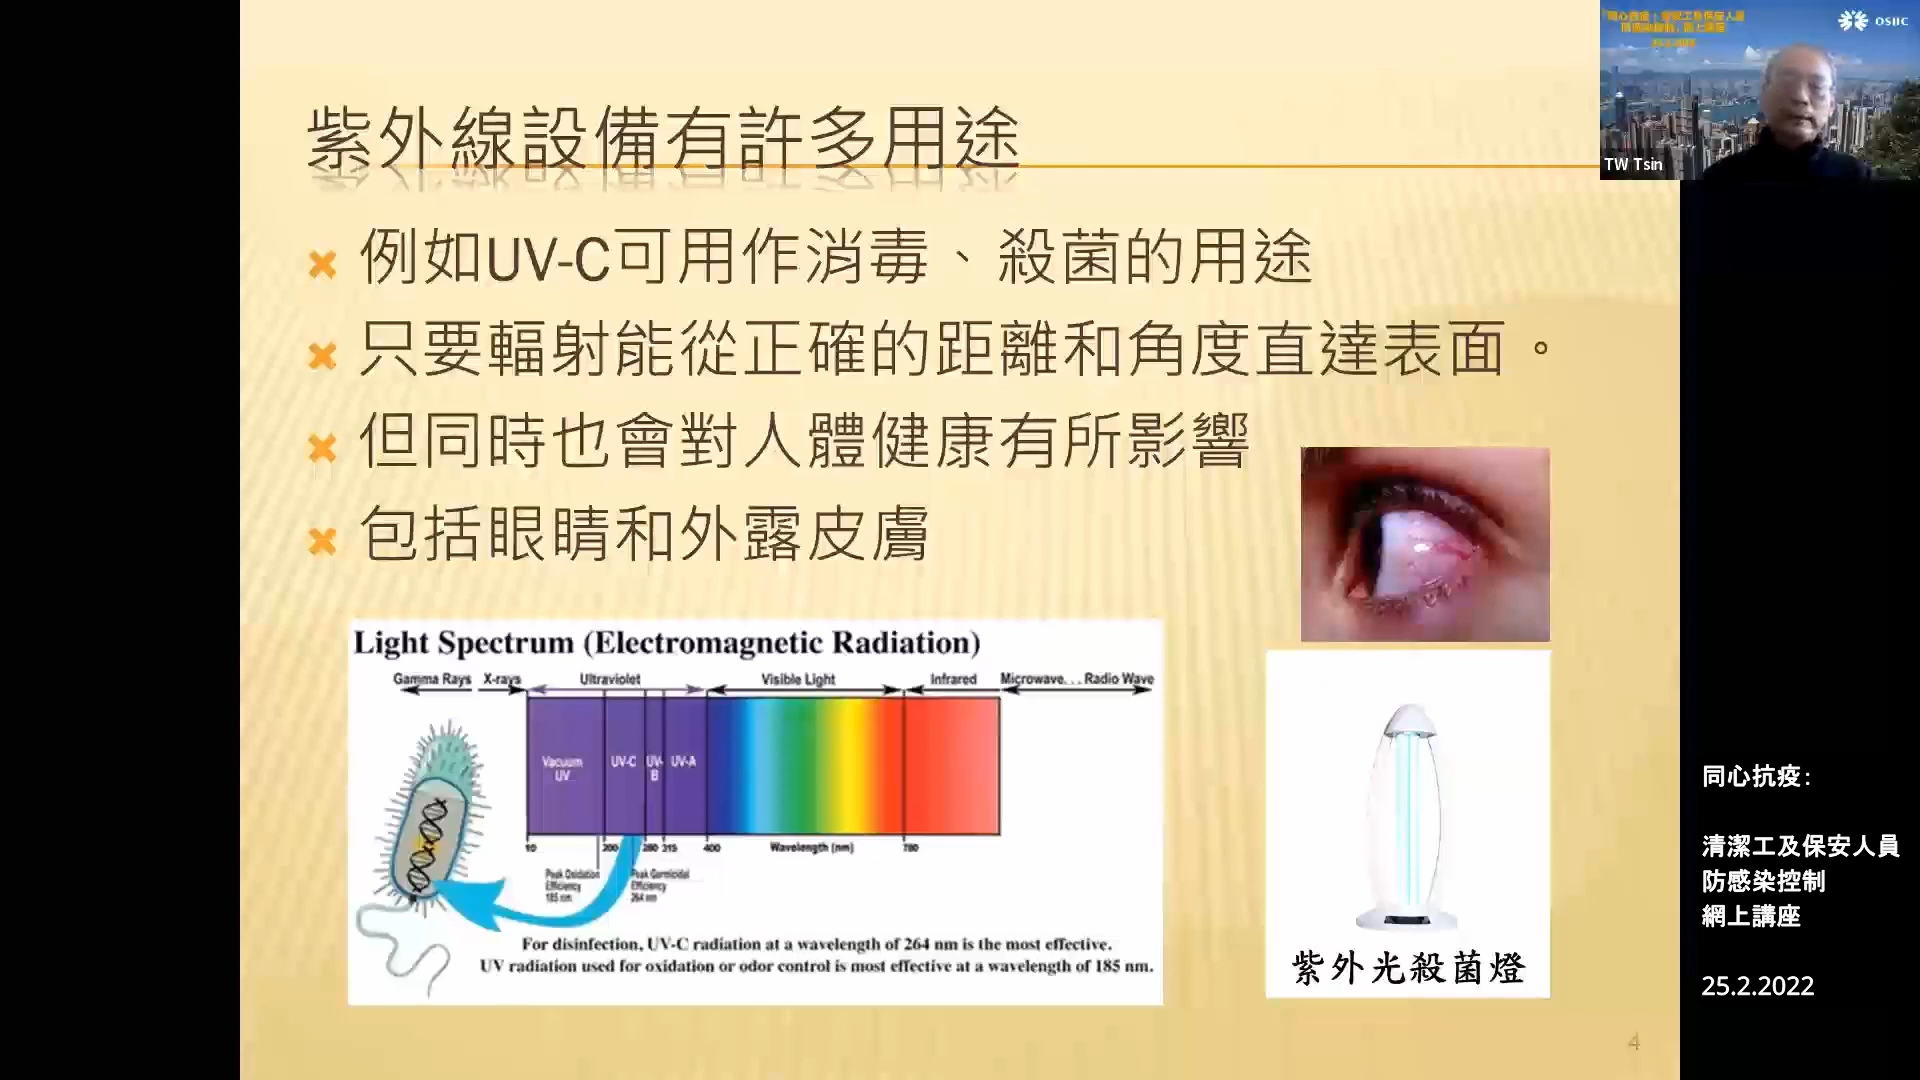 紫外線設備有許多用途
例如UV-C可用作消毒、殺菌的用途
只要輻射能從正確的距離和角度直達表面。
但同時也會對人體健康有所影響
包括眼睛和外露皮膚
Light Spectrum (Electromagnetic Radiation)
Gamma Rays X-rays Ultraviolet Visible Light Infrared Microwave...Radio Wave
Vacuum UV
UV-C
UV-B
UV-A
10 200 280 315 400 Wavelength (nm) 780
Peak Oxidation
Efficiency
185 nm
Peak Germicidal
Efficiency
264 nm
For disinfection, UV-C radiation at a wavelength of 264 nm is the most effective.
UV radiation used for oxidation or odor control is most effective at a wavelength of 185 nm.
紫外光殺菌燈
4
OSHC
TW Tsin
同心抗疫：
清潔工及保安人員
防感染控制
網上講座
25.2.2022